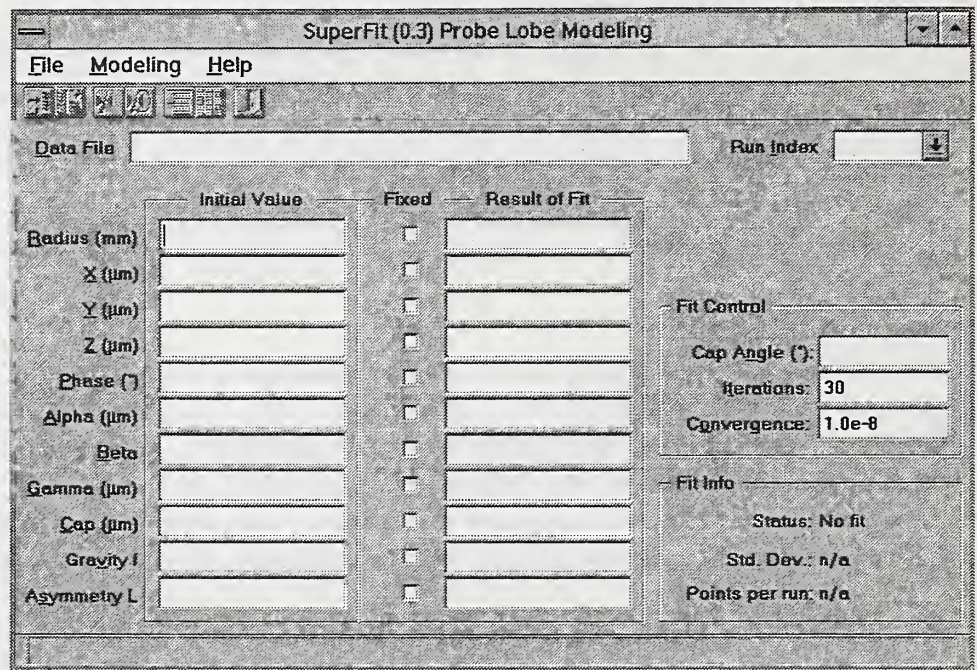 SuperFit (0.3) Probe Lobe Modeling
File Modeling Help
Data File Run Index
Initial Value Fixed Result of Fit
Radius (mm)
X (µm)
Y (µm)
Z (µm)
Phase (°)
Alpha (µm)
Beta
Gamma (µm)
Cap (µm)
Gravity f
Asymmetry L
Fit Control
Cap Angle (°):
Iterations: 30
Convergence: 1.0e-8
Fit Info
Status: No fit
Std. Dev.: n/a
Points per run: n/a